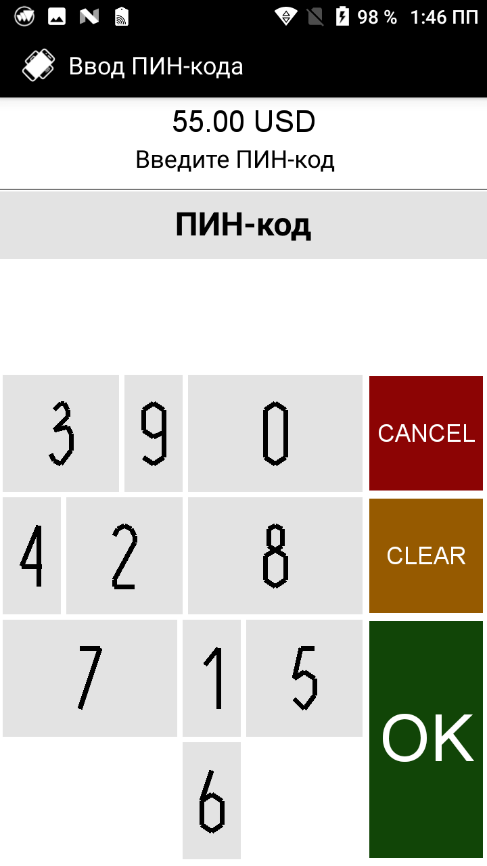 98 % 1:46 ПП
Ввод ПИН-кода
55.00 USD
Введите ПИН-код
ПИН-код
3 9 0 CANCEL
4 2 8 CLEAR
7 1 5 OK
6